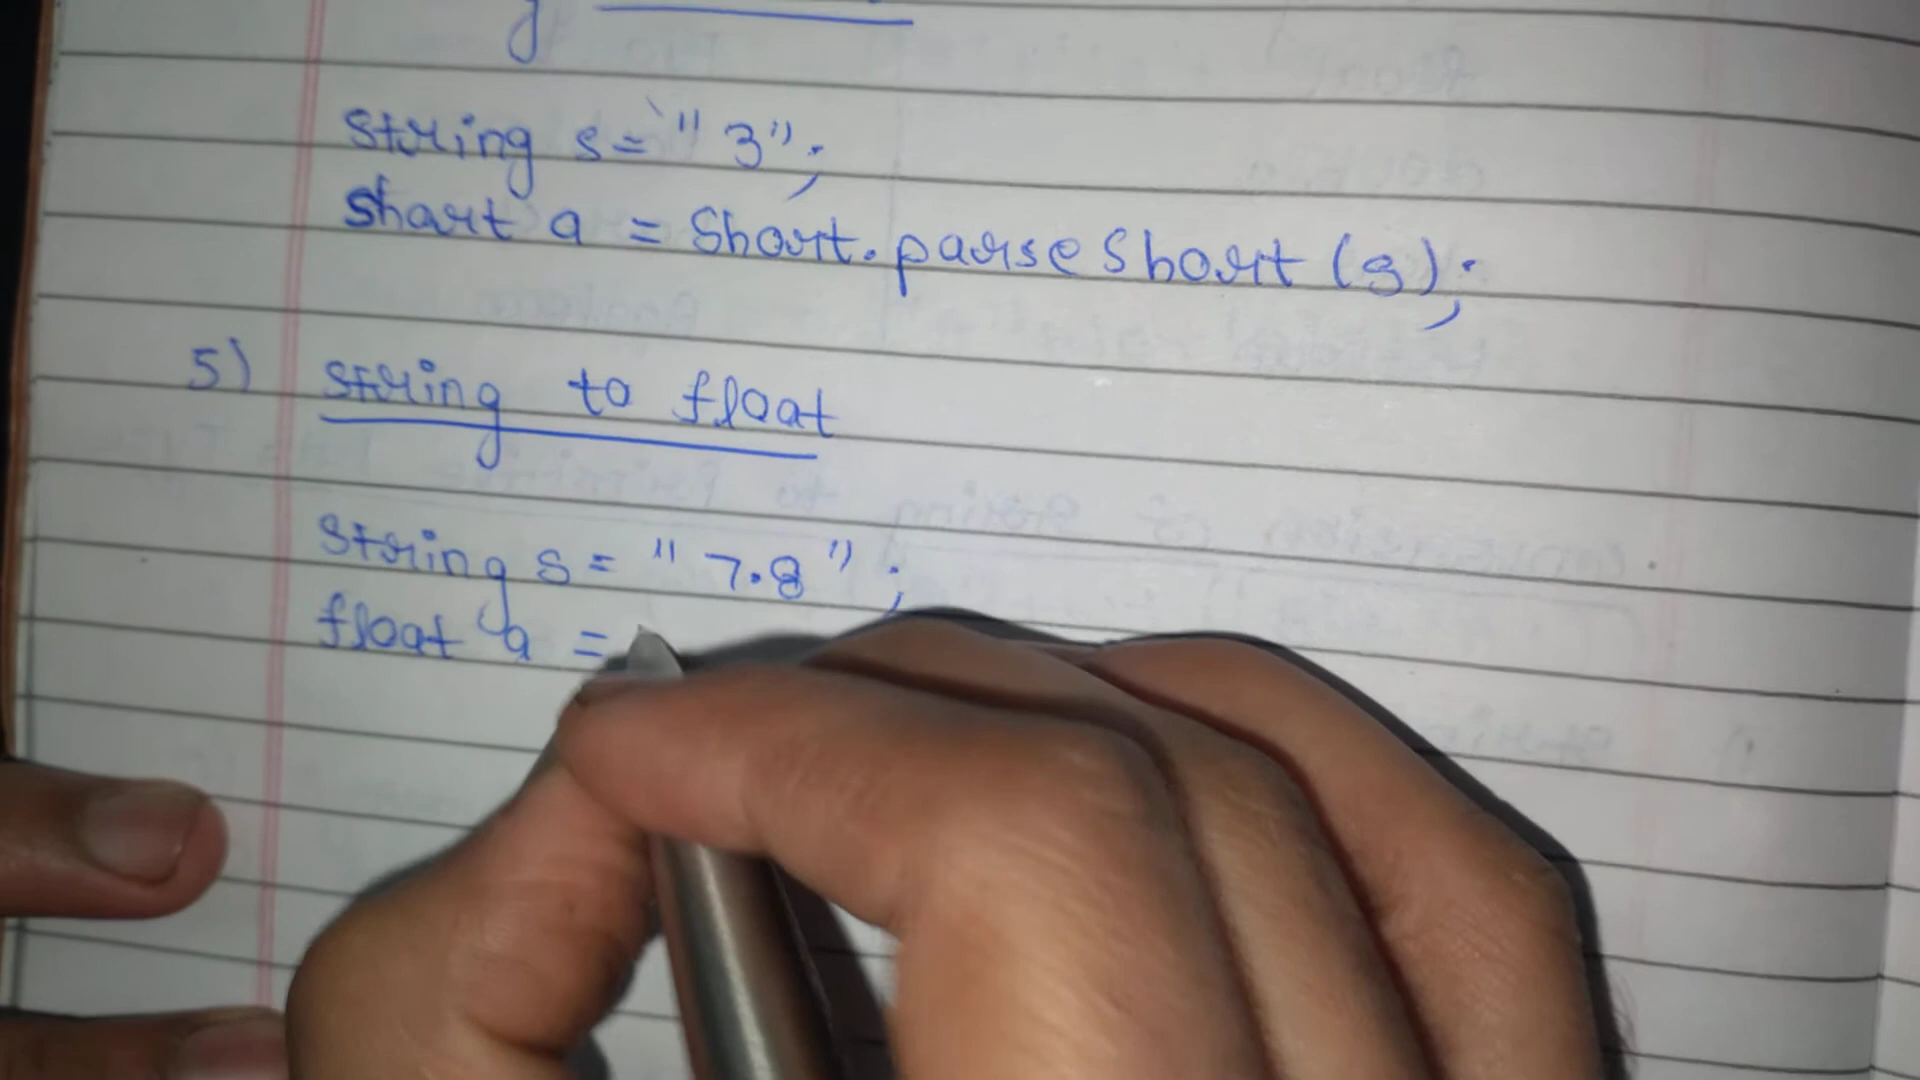 string s = "3";
short a = Short.parseShort(s);
5) string to float
string s = "7.8";
float a =